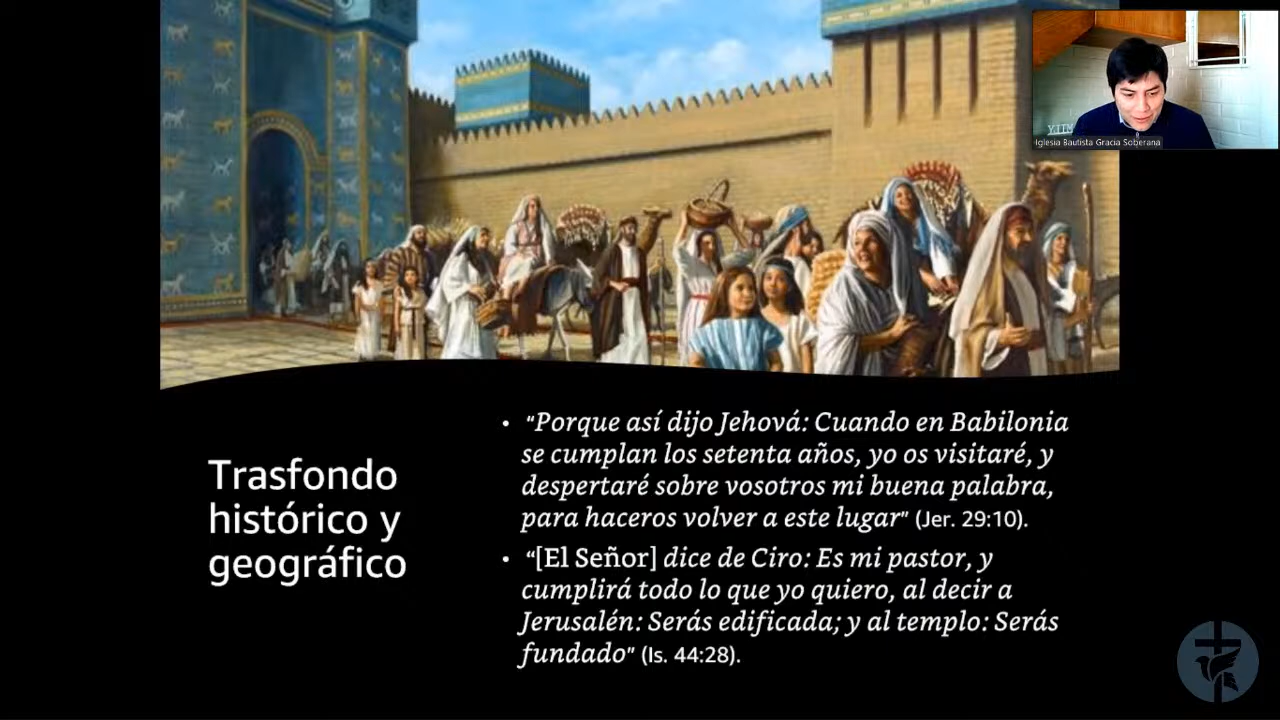 Iglesia Bautista Gracia Soberana
Trasfondo
histórico y
geográfico
• “Porque así dijo Jehová: Cuando en Babilonia
se cumplan los setenta años, yo os visitaré, y
despertaré sobre vosotros mi buena palabra,
para haceros volver a este lugar” (Jer. 29:10).
• “[El Señor] dice de Ciro: Es mi pastor, y
cumplirá todo lo que yo quiero, al decir a
Jerusalén: Serás edificada; y al templo: Serás
fundado” (Is. 44:28).